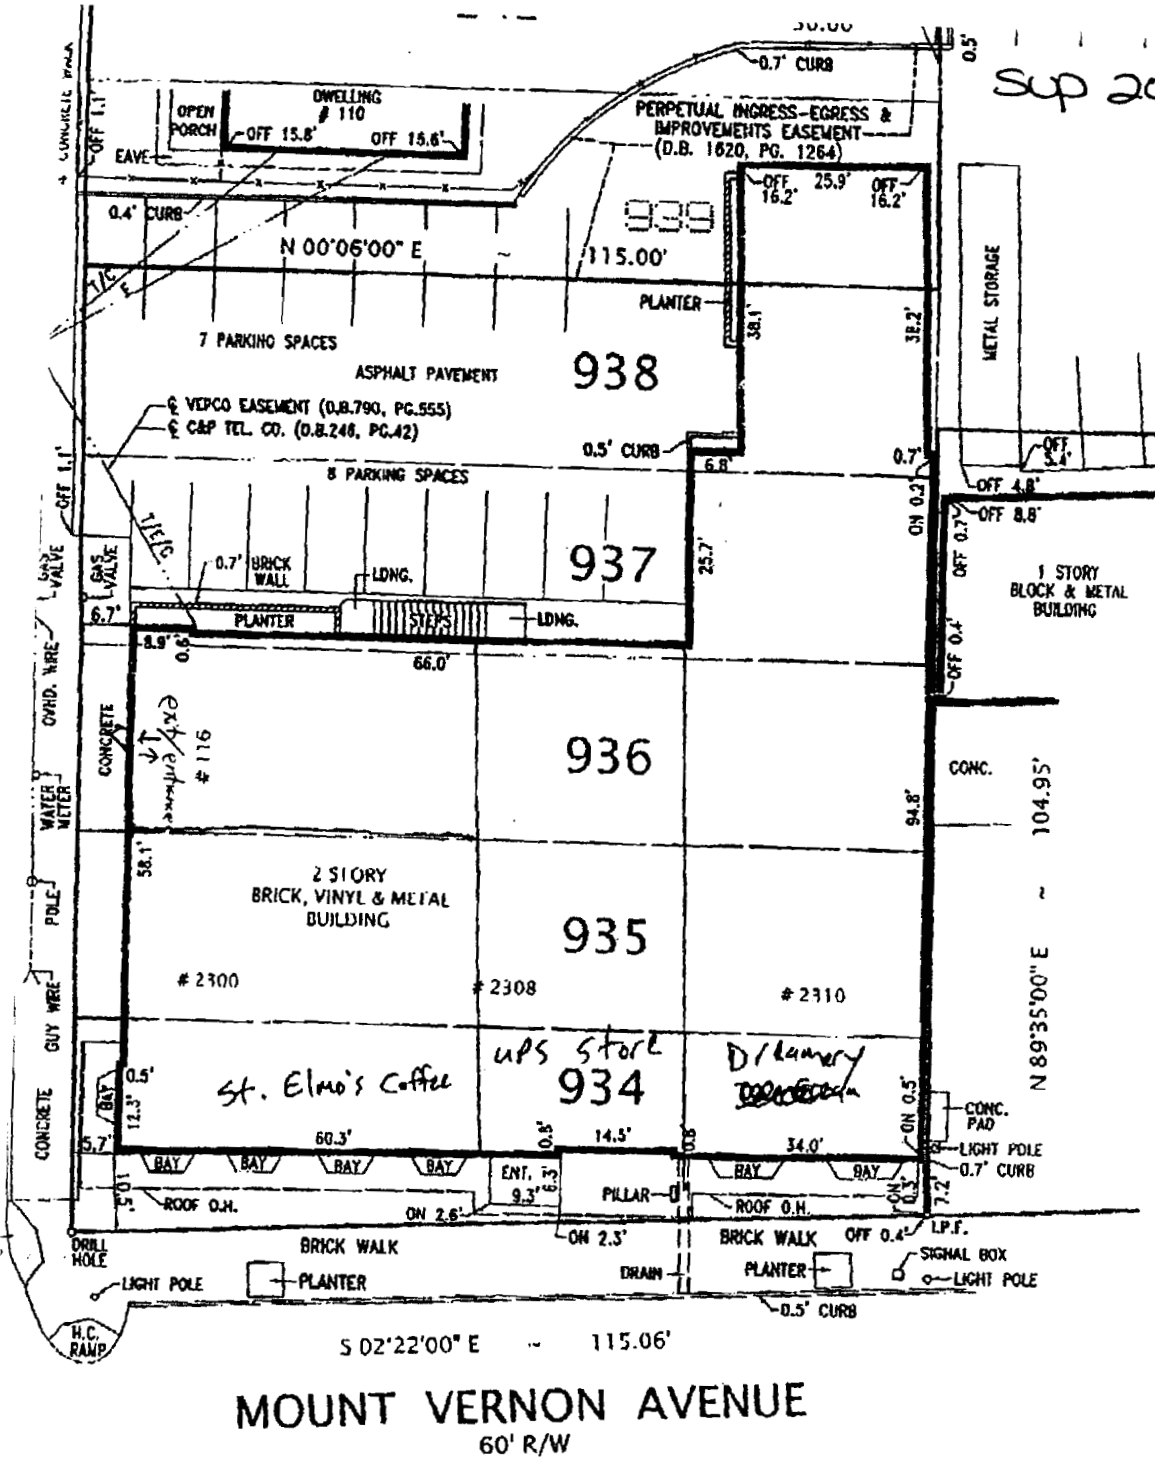 30.00
0.5'
SUP 20
0.7' CURB
CONCRETE WALK
OFF 1.1'
OPEN
PORCH
DWELLING
# 110
OFF 15.8'
OFF 15.6'
EAVE
PERPETUAL INGRESS-EGRESS &
IMPROVEMENTS EASEMENT
(D.B. 1620, PG. 1264)
OFF
16.2'
25.9'
OFF
16.2'
0.4' CURB
939
N 00°06'00" E ~ 115.00'
T/C
E
PLANTER
38.1'
38.2'
METAL STORAGE
7 PARKING SPACES
ASPHALT PAVEMENT
938
℄ VEPCO EASEMENT (D.B.790, PG.555)
℄ C&P TEL. CO. (D.B.246, PG.42)
0.5' CURB
6.8'
0.7'
OFF
5.4'
OFF 1.1'
8 PARKING SPACES
OFF 4.8'
ON 0.2'
OFF 8.8'
T/E/C
937
25.7'
OFF 0.7'
GAS
VALVE
GAS
VALVE
0.7' BRICK
WALL
LDNG.
1 STORY
BLOCK & METAL
BUILDING
6.7'
PLANTER
STEPS
LDNG.
8.9'
0.6'
66.0'
OFF 0.4'
OVHD. WIRE
CONCRETE
ext/entrance
# 116
936
CONC.
WATER
METER
94.8'
104.95'
58.1'
2 STORY
BRICK, VINYL & METAL
BUILDING
POLE
935
~
# 2300
# 2308
# 2310
GUY WIRE
N 89°35'00" E
UPS Store
St. Elmo's Coffee
934
CONCRETE
BAY
0.5'
12.3'
ON 0.5'
CONC.
PAD
5.7'
60.3'
0.8'
14.5'
0.8'
34.0'
LIGHT POLE
0.7' CURB
BAY
BAY
BAY
BAY
ENT.
9.3'
6.3'
BAY
BAY
10.5'
ROOF O.H.
PILLAR
ROOF O.H.
ON
0.3'
7.2'
ON 2.6'
ON 2.3'
OFF 0.4'
I.P.F.
DRILL
HOLE
BRICK WALK
BRICK WALK
SIGNAL BOX
LIGHT POLE
PLANTER
DRAIN
PLANTER
LIGHT POLE
0.5' CURB
H.C.
RAMP
S 02°22'00" E ~ 115.06'
MOUNT VERNON AVENUE
60' R/W